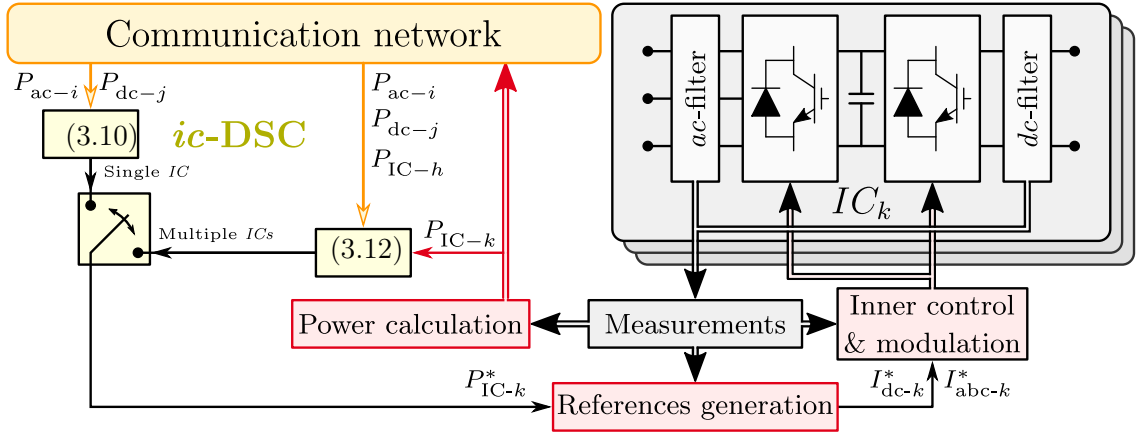 Communication network
P_ac−i P_dc−j
(3.10)
ic-DSC
Single IC
P_ac−i
P_dc−j
P_IC−h
Multiple ICs
(3.12)
P_IC−k
ac-filter
dc-filter
IC_k
Power calculation
Measurements
Inner control
& modulation
P*_IC-k
References generation
I*_dc-k I*_abc-k